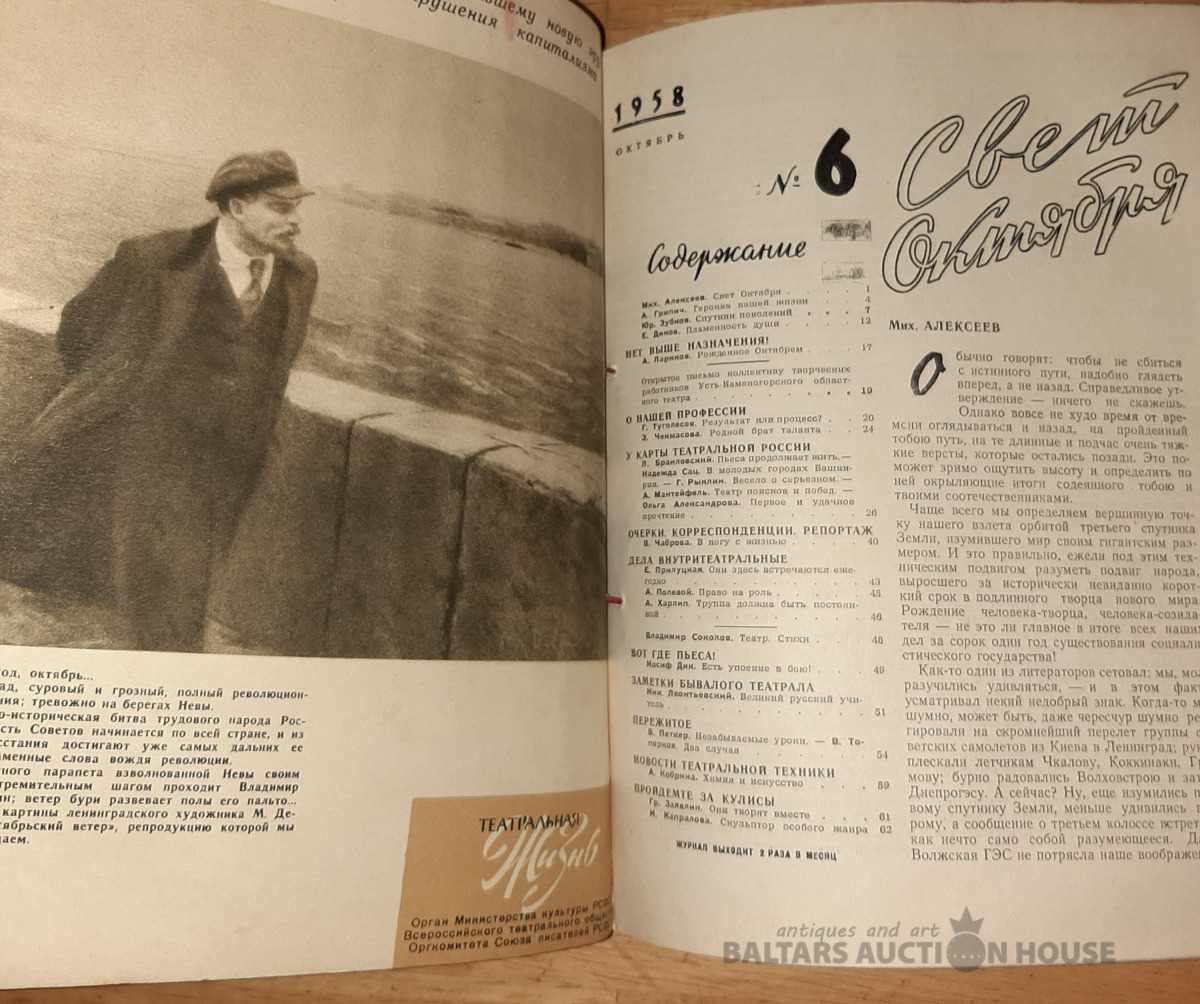 новую
крушения капитализма
од, октябрь...
ад, суровый и грозный, полный революцион-
ния; тревожно на берегах Невы.
о-историческая битва трудового народа Рос-
сть Советов начинается по всей стране, и из
сстания достигают уже самых дальних ее
менные слова вождя революции.
ного парапета взволнованной Невы своим
тремительным шагом проходит Владимир
ин; ветер бури развевает полы его пальто...
картины ленинградского художника М. Де-
тябрьский ветер», репродукцию которой мы
даем.
ТЕАТРАЛЬНАЯ
Жизнь
Орган Министерства культуры РСФ
Всероссийского театрального общес
Оргкомитета Союза писателей РС
1958
ОКТЯБРЬ
№ 6
Содержание
Мих. Алексеев. Свет Октября . . . . 1
А. Грипич. Героика нашей жизни . . . 4
Юр. Зубков. Спутник поколений . . . 7
Е. Диков. Пламенность души . . . . 12
НЕТ ВЫШЕ НАЗНАЧЕНИЯ!
А. Ларинов. Рожденное Октябрем . . . 17
Открытое письмо коллективу творческих
работников Усть-Каменогорского област-
ного театра . . . . . . . . 19
О НАШЕЙ ПРОФЕССИИ
Г. Туголесов. Результат или процесс? . . 20
З. Чекмасова. Родной брат таланта . . 24
У КАРТЫ ТЕАТРАЛЬНОЙ РОССИИ
Л. Браиловский. Пьеса продолжает жить. —
Надежда Сац. В молодых городах Башки-
рии. — Г. Рыклин. Весело о серьезном. —
А. Мантейфель. Театр поисков и побед. —
Ольга Александрова. Первое и удачное
прочтение . . . . . . . . . 26
ОЧЕРКИ. КОРРЕСПОНДЕНЦИИ. РЕПОРТАЖ
В. Чаброва. В ногу с жизнью . . . . 40
ДЕЛА ВНУТРИТЕАТРАЛЬНЫЕ
Е. Прилуцкая. Они здесь встречаются еже-
годно . . . . . . . . . . 43
А. Полевой. Право на роль . . . . . 45
А. Харлип. Труппа должна быть постоян-
ной . . . . . . . . . . . 46
Владимир Соколов. Театр. Стихи . . . 48
ВОТ ГДЕ ПЬЕСА!
Иосиф Дик. Есть упоение в бою! . . . 49
ЗАМЕТКИ БЫВАЛОГО ТЕАТРАЛА
Ник. Леонтьевский. Великий русский учи-
тель . . . . . . . . . . . 51
ПЕРЕЖИТОЕ
В. Петкер. Незабываемые уроки. — В. То-
порков. Два случая . . . . . . 54
НОВОСТИ ТЕАТРАЛЬНОЙ ТЕХНИКИ
А. Кобрина. Химия и искусство . . . 59
ПРОЙДЕМТЕ ЗА КУЛИСЫ
Гр. Заявлин. Они творят вместе . . . . 61
И. Капралова. Скульптор особого жанра 62
ЖУРНАЛ ВЫХОДИТ 2 РАЗА В МЕСЯЦ
Свет
Октября
Мих. АЛЕКСЕЕВ
Обычно говорят: чтобы не сбиться
с истинного пути, надобно глядеть
вперед, а не назад. Справедливое ут-
верждение — ничего не скажешь.
Однако вовсе не худо время от вре-
мени оглядываться и назад, на пройденный
тобою путь, на те длинные и подчас очень тяж-
кие версты, которые остались позади. Это по-
может зримо ощутить высоту и определить по
ней окрыляющие итоги содеянного тобою и
твоими соотечественниками.
Чаще всего мы определяем вершинную точ-
ку нашего взлета орбитой третьего спутника
Земли, изумившего мир своим гигантским раз-
мером. И это правильно, ежели под этим тех-
ническим подвигом разуметь подвиг народа,
выросшего за исторически невиданно корот-
кий срок в подлинного творца нового мира.
Рождение человека-творца, человека-созида-
теля — не это ли главное в итоге всех наших
дел за сорок один год существования социали-
стического государства!
Как-то один из литераторов сетовал: мы, мол
разучились удивляться, — и в этом факт
усматривал некий недобрый знак. Когда-то м
шумно, может быть, даже чересчур шумно ре
гировали на скромнейший перелет группы с
ветских самолетов из Киева в Ленинград; рук
плескали летчикам Чкалову, Коккинаки, Гр
мову; бурно радовались Волховстрою и зат
Днепрогэсу. А сейчас? Ну, еще изумились п
вому спутнику Земли, меньше удивились
рому, а сообщение о третьем колоссе встрет
как нечто само собой разумеющееся. Да
Волжская ГЭС не потрясла наше воображе
antiques and art
BALTARS AUCTION HOUSE